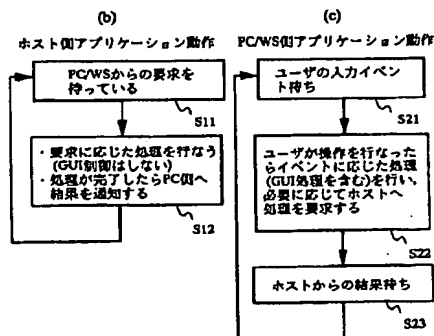 (b)
ホスト側アプリケーション動作
PC/WSからの要求を
待っている
S11
・要求に応じた処理を行なう
(GUI制御はしない)
・処理が完了したらPC側へ
結果を通知する
S12
(c)
PC/WS側アプリケーション動作
ユーザの入力イベン
ト待ち
S21
ユーザが操作を行なった
らイベントに応じた処理
(GUI処理を含む)を行い,
必要に応じてホストへ
処理を要求する
S22
ホストからの結果待ち
S23